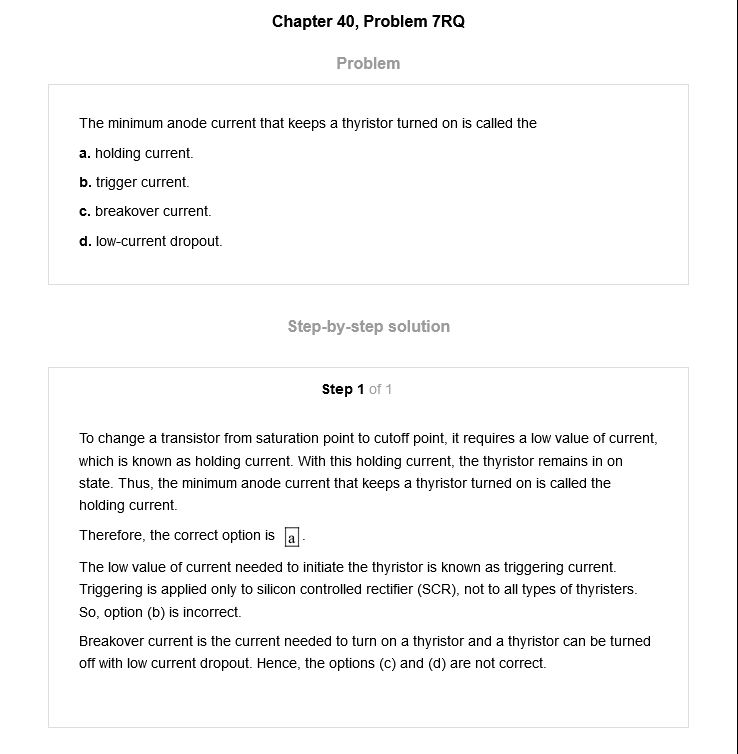 Chapter 40, Problem 7RQ
Problem
The minimum anode current that keeps a thyristor turned on is called the
a. holding current.
b. trigger current.
c. breakover current.
d. low-current dropout.
Step-by-step solution
Step 1 of 1
To change a transistor from saturation point to cutoff point, it requires a low value of current,
which is known as holding current. With this holding current, the thyristor remains in on
state. Thus, the minimum anode current that keeps a thyristor turned on is called the
holding current.
Therefore, the correct option is a.
The low value of current needed to initiate the thyristor is known as triggering current.
Triggering is applied only to silicon controlled rectifier (SCR), not to all types of thyristers.
So, option (b) is incorrect.
Breakover current is the current needed to turn on a thyristor and a thyristor can be turned
off with low current dropout. Hence, the options (c) and (d) are not correct.